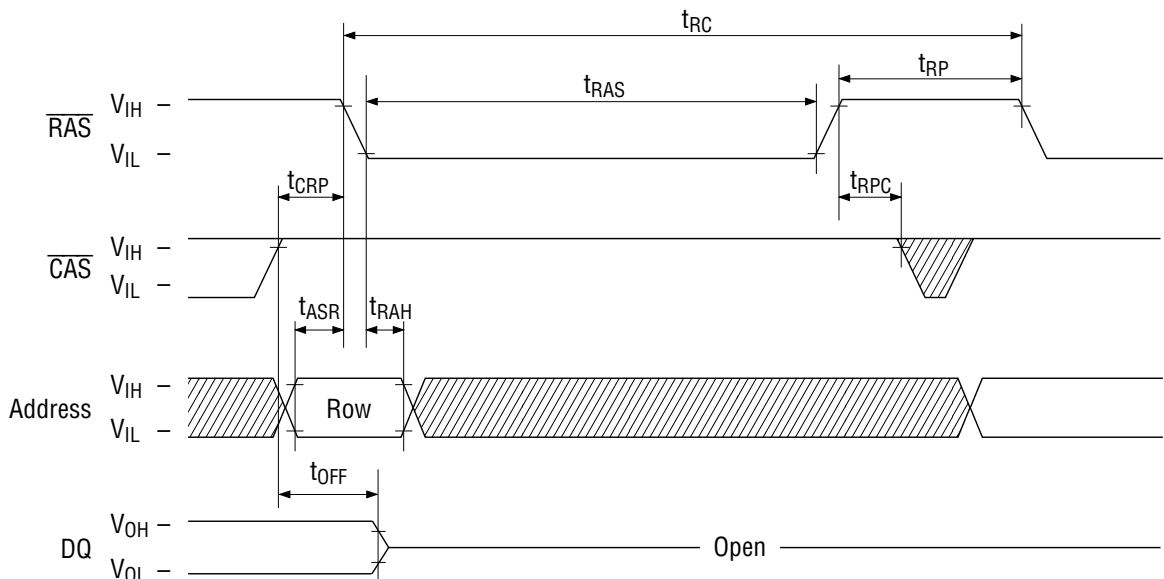 tRC
tRP
tRAS
VIH –
RAS
VIL –
tCRP
tRPC
VIH –
CAS
VIL –
tASR tRAH
VIH –
Address Row
VIL –
tOFF
VOH –
DQ Open
VOL –